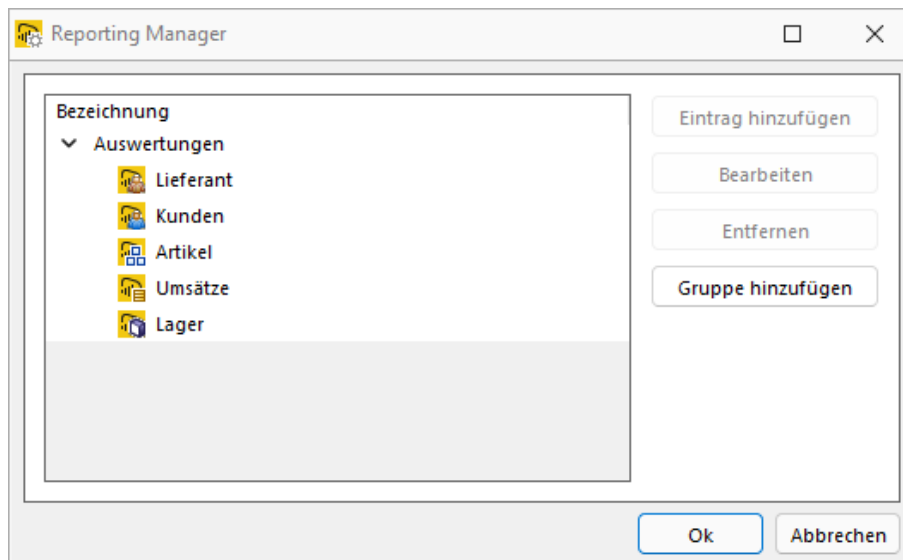 Reporting Manager
Bezeichnung
Auswertungen
Lieferant
Kunden
Artikel
Umsätze
Lager
Eintrag hinzufügen
Bearbeiten
Entfernen
Gruppe hinzufügen
Ok
Abbrechen